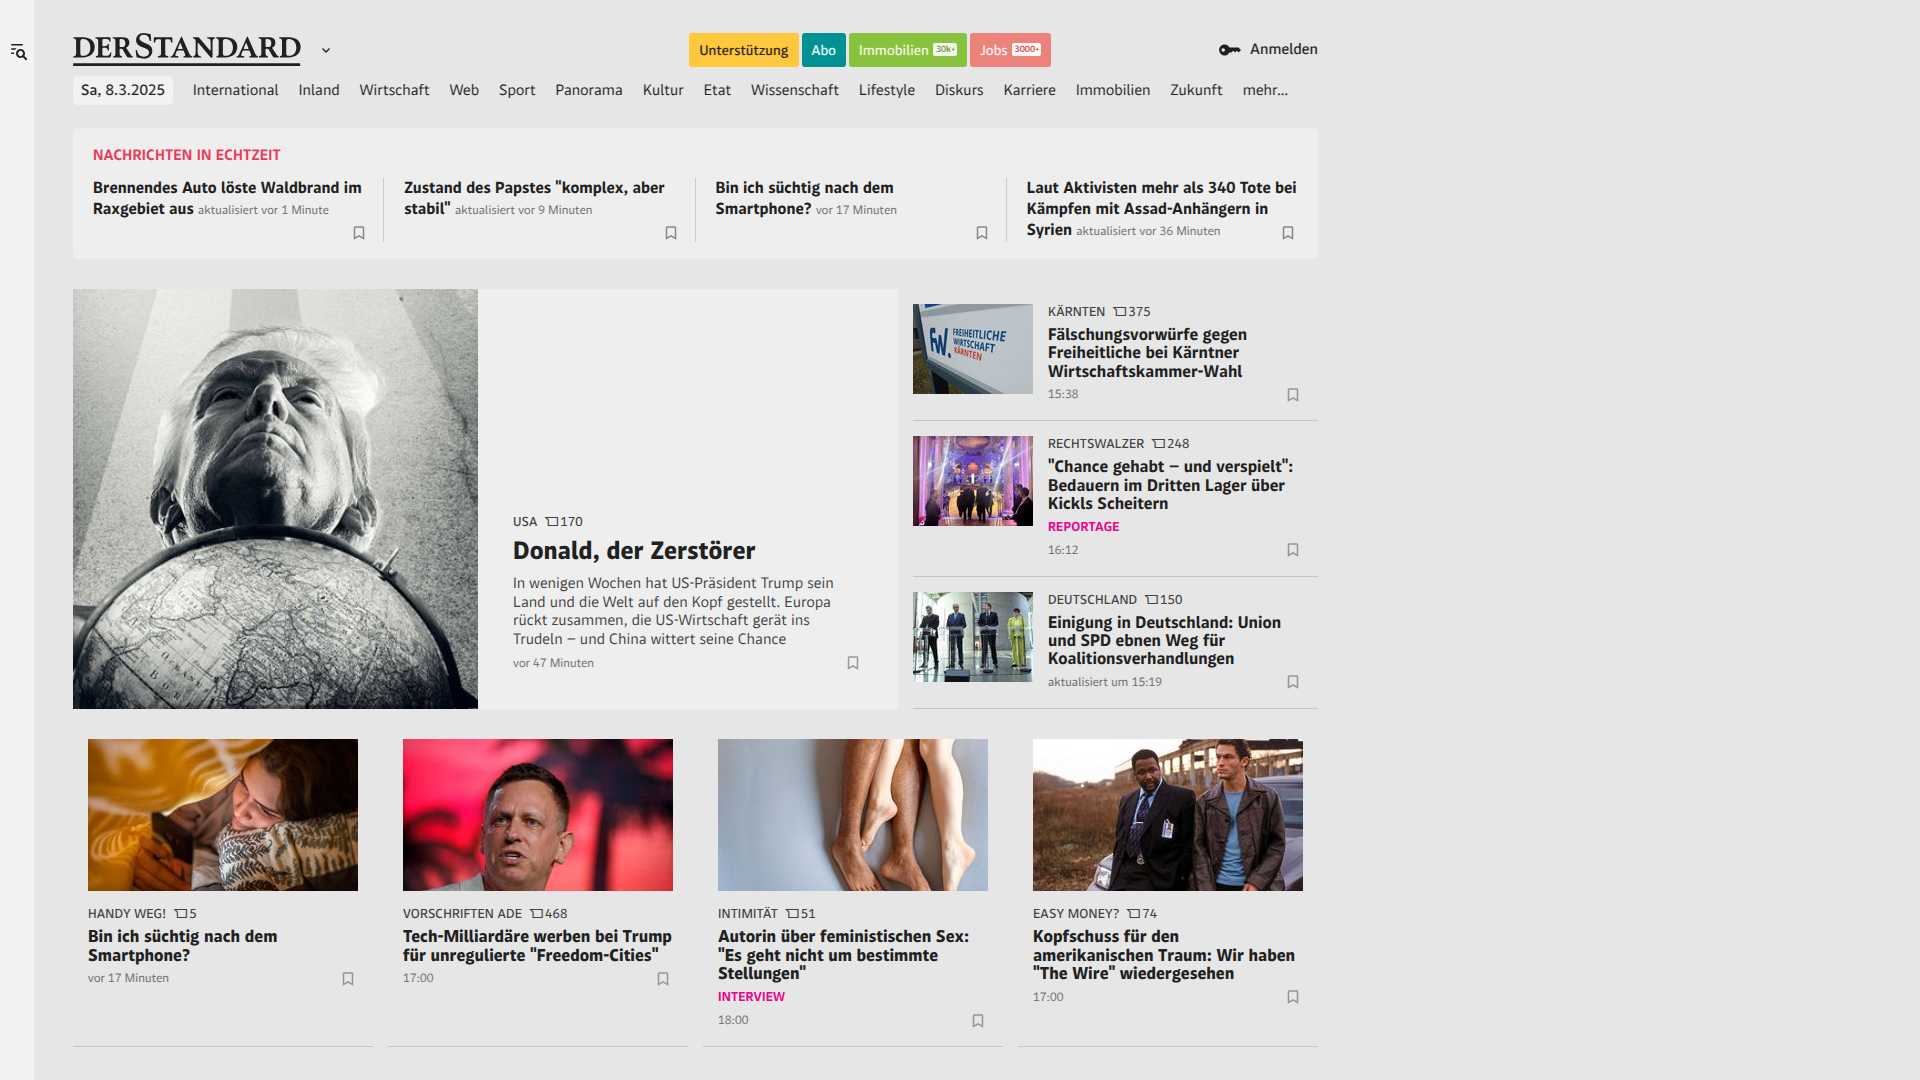 DERSTANDARD
Unterstützung
Abo
Immobilien 30k+
Jobs 3000+
Anmelden
Sa, 8.3.2025
International
Inland
Wirtschaft
Web
Sport
Panorama
Kultur
Etat
Wissenschaft
Lifestyle
Diskurs
Karriere
Immobilien
Zukunft
mehr...
NACHRICHTEN IN ECHTZEIT
Brennendes Auto löste Waldbrand im
Raxgebiet aus aktualisiert vor 1 Minute
Zustand des Papstes "komplex, aber
stabil" aktualisiert vor 9 Minuten
Bin ich süchtig nach dem
Smartphone? vor 17 Minuten
Laut Aktivisten mehr als 340 Tote bei
Kämpfen mit Assad-Anhängern in
Syrien aktualisiert vor 36 Minuten
USA 170
Donald, der Zerstörer
In wenigen Wochen hat US-Präsident Trump sein
Land und die Welt auf den Kopf gestellt. Europa
rückt zusammen, die US-Wirtschaft gerät ins
Trudeln – und China wittert seine Chance
vor 47 Minuten
FW. FREIHEITLICHE
WIRTSCHAFT
KÄRNTEN
KÄRNTEN 375
Fälschungsvorwürfe gegen
Freiheitliche bei Kärntner
Wirtschaftskammer-Wahl
15:38
RECHTSWALZER 248
"Chance gehabt – und verspielt":
Bedauern im Dritten Lager über
Kickls Scheitern
REPORTAGE
16:12
DEUTSCHLAND 150
Einigung in Deutschland: Union
und SPD ebnen Weg für
Koalitionsverhandlungen
aktualisiert um 15:19
HANDY WEG! 5
Bin ich süchtig nach dem
Smartphone?
vor 17 Minuten
VORSCHRIFTEN ADE 468
Tech-Milliardäre werben bei Trump
für unregulierte "Freedom-Cities"
17:00
INTIMITÄT 51
Autorin über feministischen Sex:
"Es geht nicht um bestimmte
Stellungen"
INTERVIEW
18:00
EASY MONEY? 74
Kopfschuss für den
amerikanischen Traum: Wir haben
"The Wire" wiedergesehen
17:00